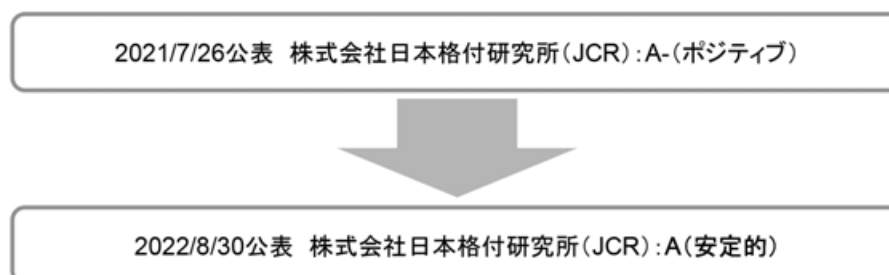 2021/7/26公表 株式会社日本格付研究所(JCR):A-(ポジティブ)
2022/8/30公表 株式会社日本格付研究所(JCR):A(安定的)